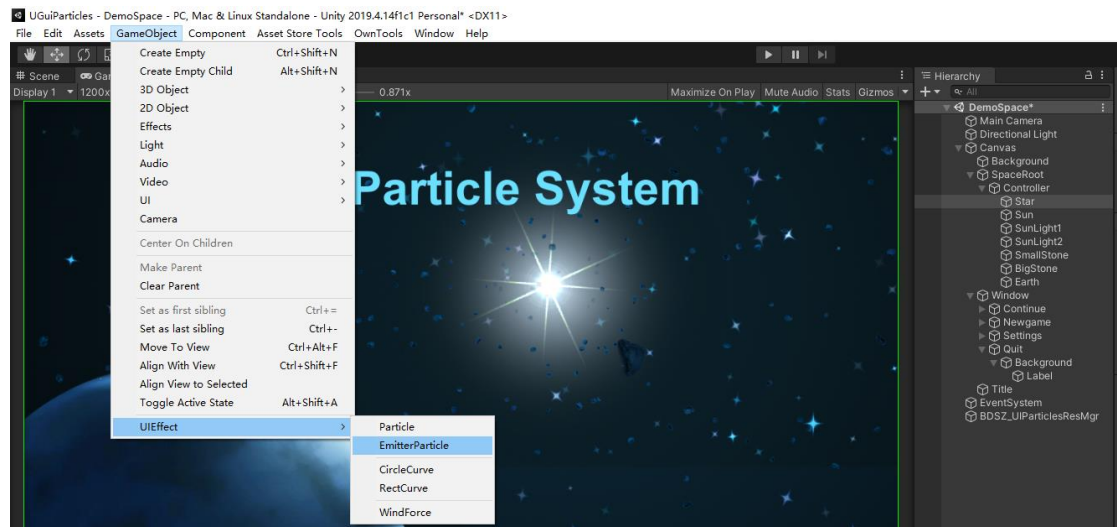 UGuiParticles - DemoSpace - PC, Mac & Linux Standalone - Unity 2019.4.14f1c1 Personal* <DX11>
File Edit Assets GameObject Component Asset Store Tools OwnTools Window Help
# Scene Gar
Display 1 1200x 0.871x Maximize On Play Mute Audio Stats Gizmos
Create Empty Ctrl+Shift+N
Create Empty Child Alt+Shift+N
3D Object
2D Object
Effects
Light
Audio
Video
UI
Camera
Center On Children
Make Parent
Clear Parent
Set as first sibling Ctrl+=
Set as last sibling Ctrl+-
Move To View Ctrl+Alt+F
Align With View Ctrl+Shift+F
Align View to Selected
Toggle Active State Alt+Shift+A
UIEffect
Particle
EmitterParticle
CircleCurve
RectCurve
WindForce
Particle System
Hierarchy
All
DemoSpace*
Main Camera
Directional Light
Canvas
Background
SpaceRoot
Controller
Star
Sun
SunLight1
SunLight2
SmallStone
BigStone
Earth
Window
Continue
Newgame
Settings
Quit
Background
Label
Title
EventSystem
BDSZ_UIParticlesResMgr